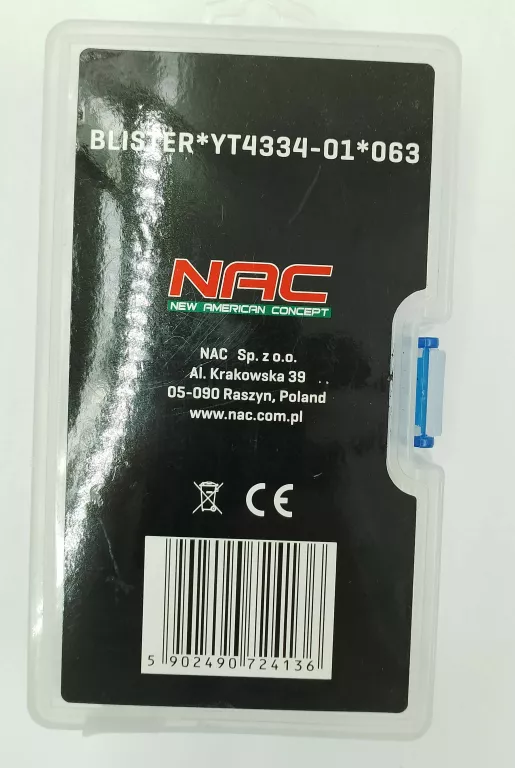 BLISTER*YT4334-01*063
NAC
NEW AMERICAN CONCEPT
NAC Sp. z o.o.
Al. Krakowska 39
05-090 Raszyn, Poland
www.nac.com.pl
CE
5 902490 724136